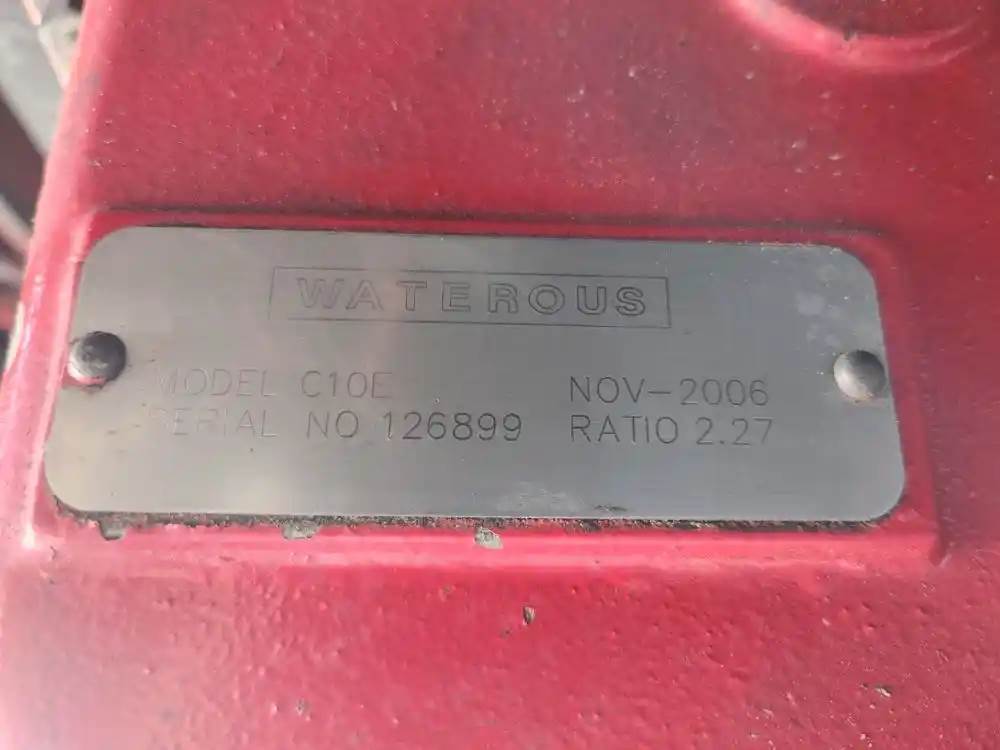 WATEROUS
MODEL C10E NOV-2006
SERIAL NO 126899 RATIO 2.27